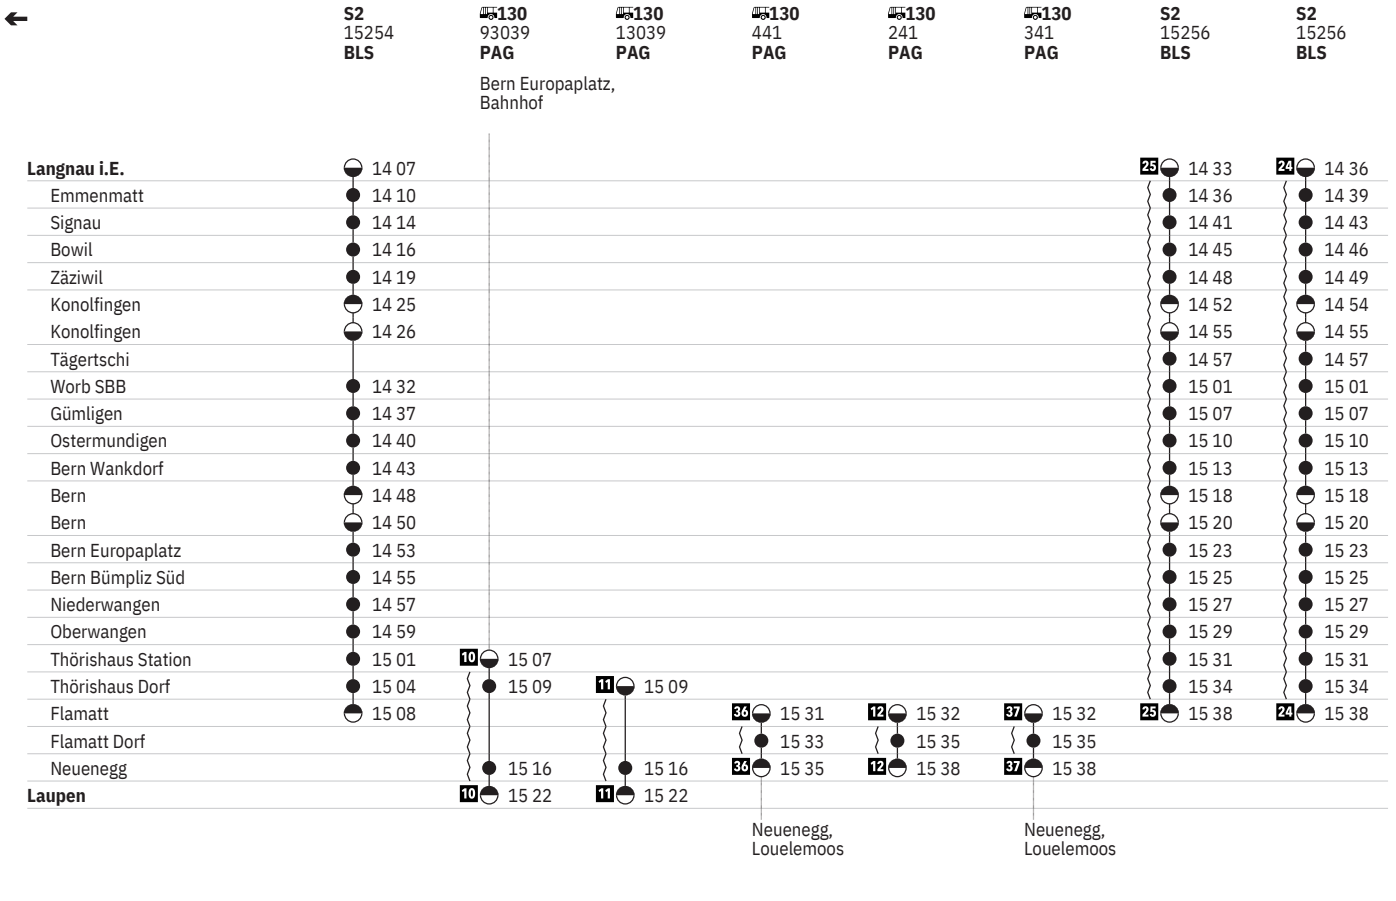 S2 130 130 130 130 130 S2 S2
15254 93039 13039 441 241 341 15256 15256
BLS PAG PAG PAG PAG PAG BLS BLS
Bern Europaplatz,
Bahnhof
Langnau i.E. 14 07 25 14 33 24 14 36
Emmenmatt 14 10 14 36 14 39
Signau 14 14 14 41 14 43
Bowil 14 16 14 45 14 46
Zäziwil 14 19 14 48 14 49
Konolfingen 14 25 14 52 14 54
Konolfingen 14 26 14 55 14 55
Tägertschi 14 57 14 57
Worb SBB 14 32 15 01 15 01
Gümligen 14 37 15 07 15 07
Ostermundigen 14 40 15 10 15 10
Bern Wankdorf 14 43 15 13 15 13
Bern 14 48 15 18 15 18
Bern 14 50 15 20 15 20
Bern Europaplatz 14 53 15 23 15 23
Bern Bümpliz Süd 14 55 15 25 15 25
Niederwangen 14 57 15 27 15 27
Oberwangen 14 59 15 29 15 29
Thörishaus Station 15 01 10 15 07 15 31 15 31
Thörishaus Dorf 15 04 15 09 11 15 09 15 34 15 34
Flamatt 15 08 36 15 31 12 15 32 37 15 32 25 15 38 24 15 38
Flamatt Dorf 15 33 15 35 15 35
Neuenegg 15 16 15 16 36 15 35 12 15 38 37 15 38
Laupen 10 15 22 11 15 22
Neuenegg, Neuenegg,
Louelemoos Louelemoos